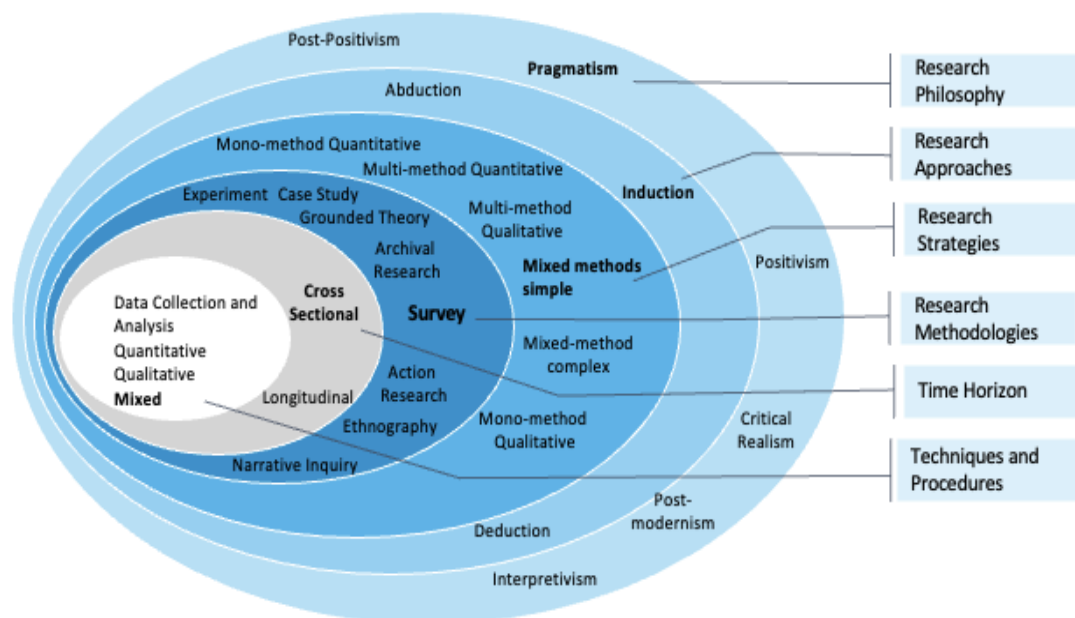 Post-Positivism
Pragmatism
Research
Philosophy
Abduction
Mono-method Quantitative
Multi-method Quantitative
Induction
Research
Approaches
Experiment Case Study
Grounded Theory
Multi-method
Qualitative
Research
Strategies
Archival
Research
Mixed methods
simple
Positivism
Data Collection and
Analysis
Quantitative
Qualitative
Mixed
Cross
Sectional
Survey
Research
Methodologies
Mixed-method
complex
Longitudinal
Action
Research
Time Horizon
Ethnography
Mono-method
Qualitative
Critical
Realism
Narrative Inquiry
Techniques and
Procedures
Post-
modernism
Deduction
Interpretivism